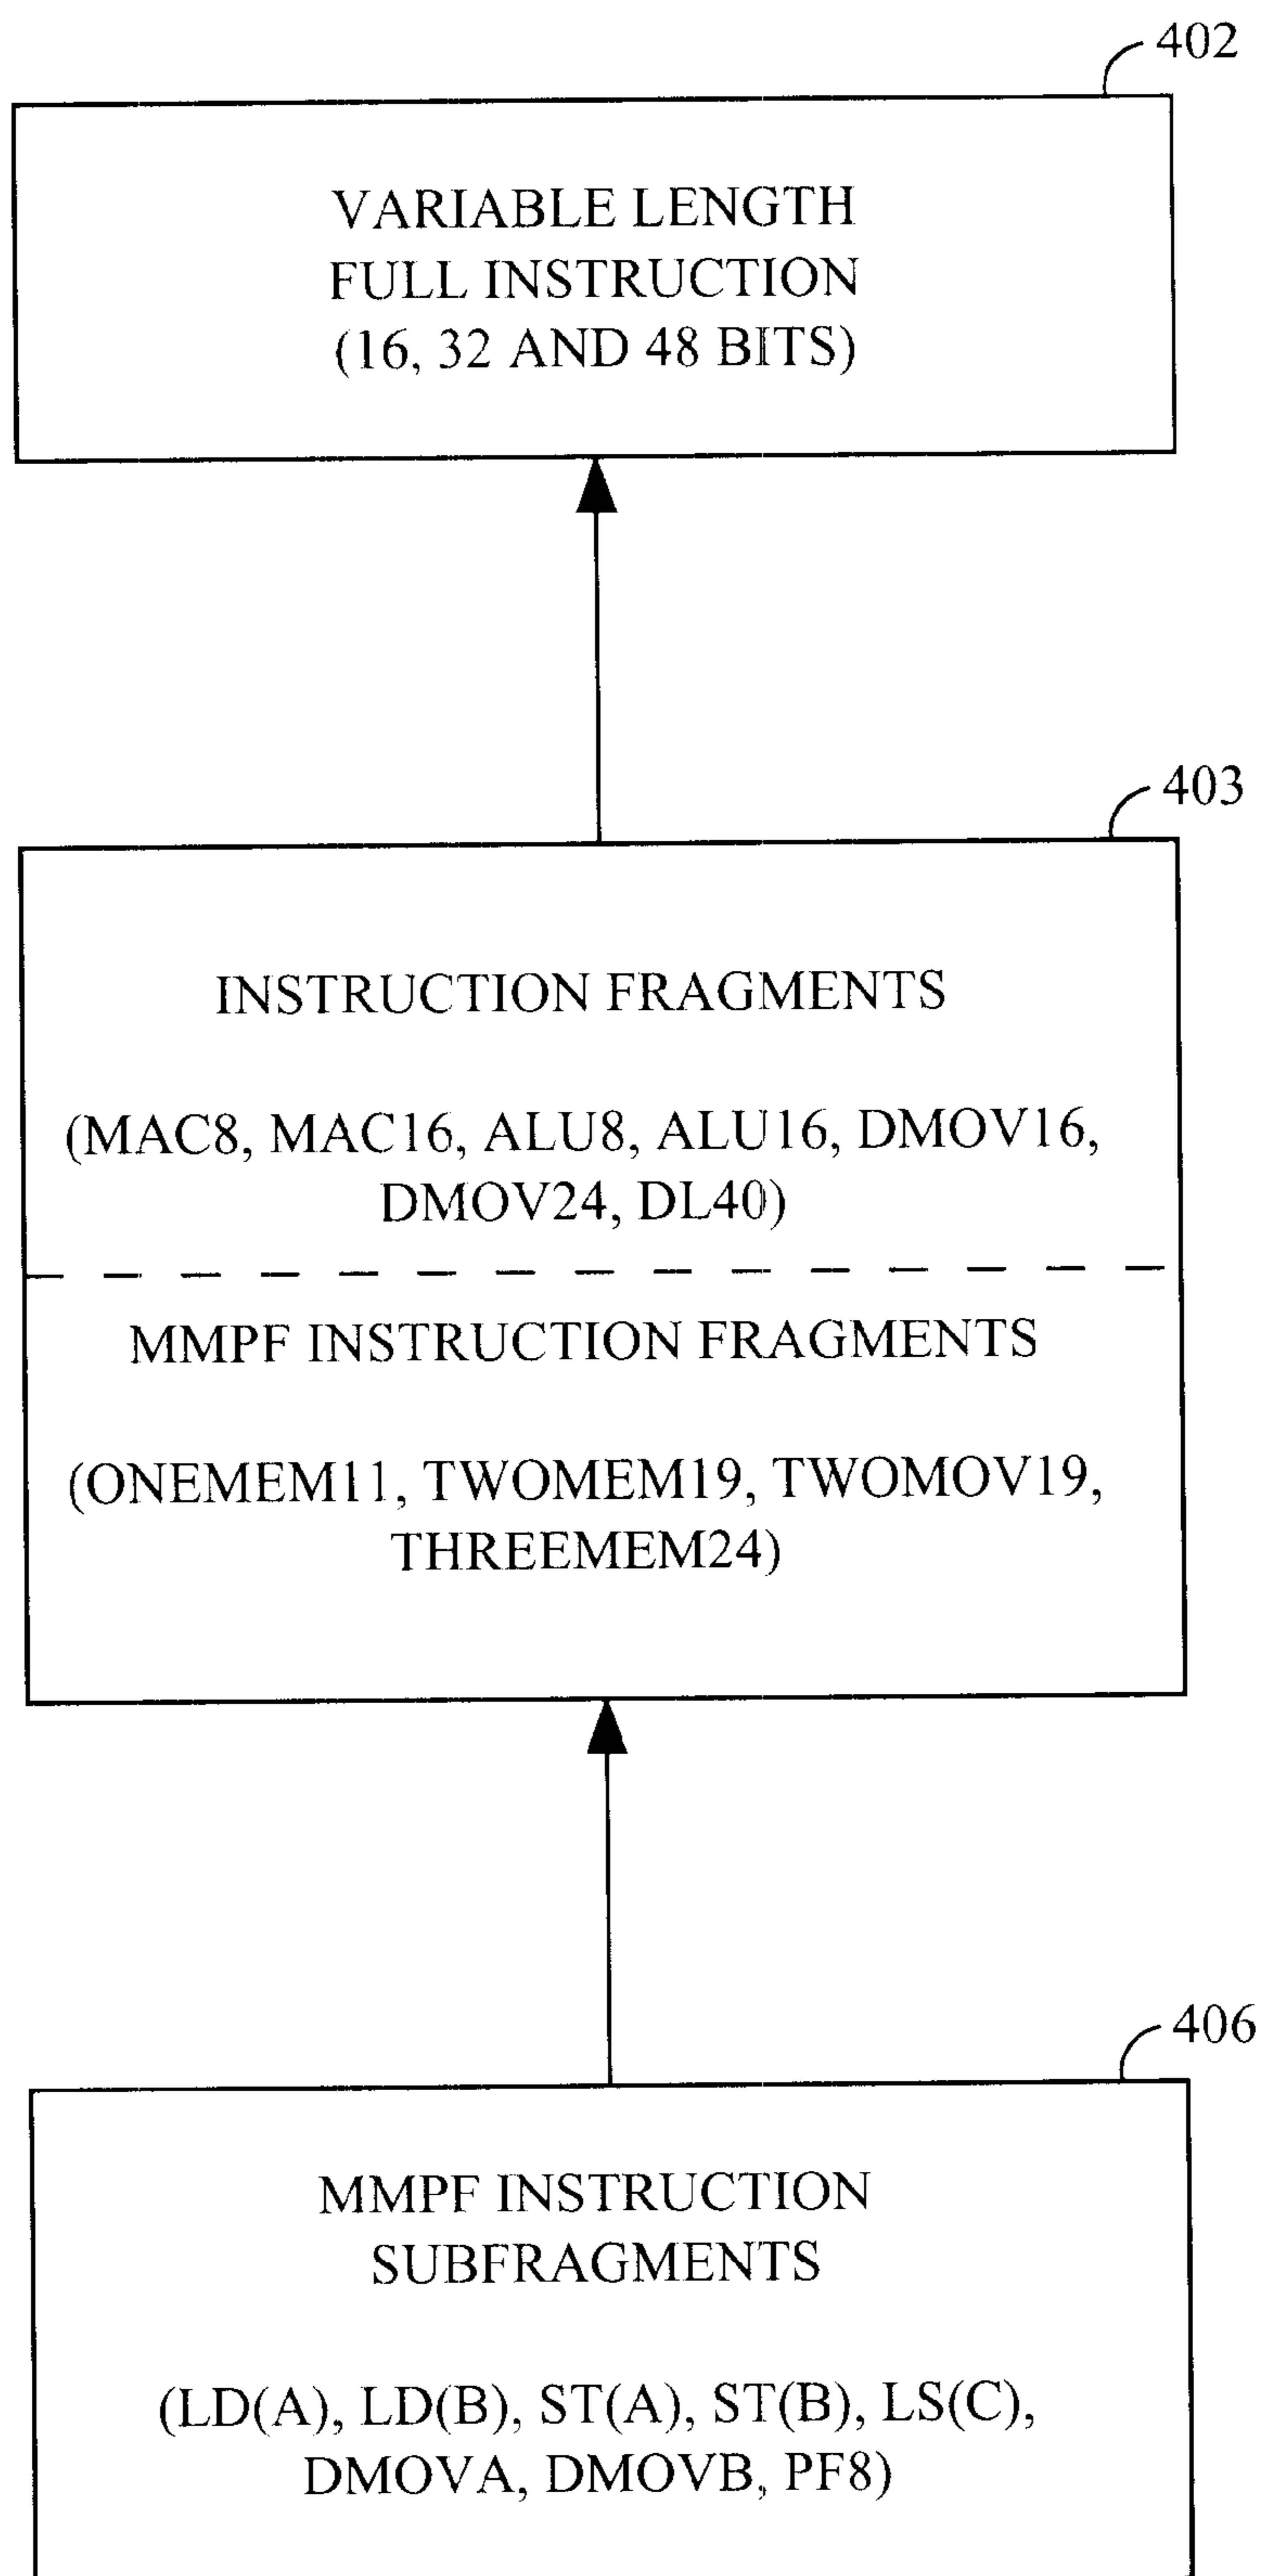 402
VARIABLE LENGTH
FULL INSTRUCTION
(16, 32 AND 48 BITS)
403
INSTRUCTION FRAGMENTS
(MAC8, MAC16, ALU8, ALU16, DMOV16,
DMOV24, DL40)
MMPF INSTRUCTION FRAGMENTS
(ONEMEM11, TWOMEM19, TWOMOV19,
THREEMEM24)
406
MMPF INSTRUCTION
SUBFRAGMENTS
(LD(A), LD(B), ST(A), ST(B), LS(C),
DMOVA, DMOVB, PF8)